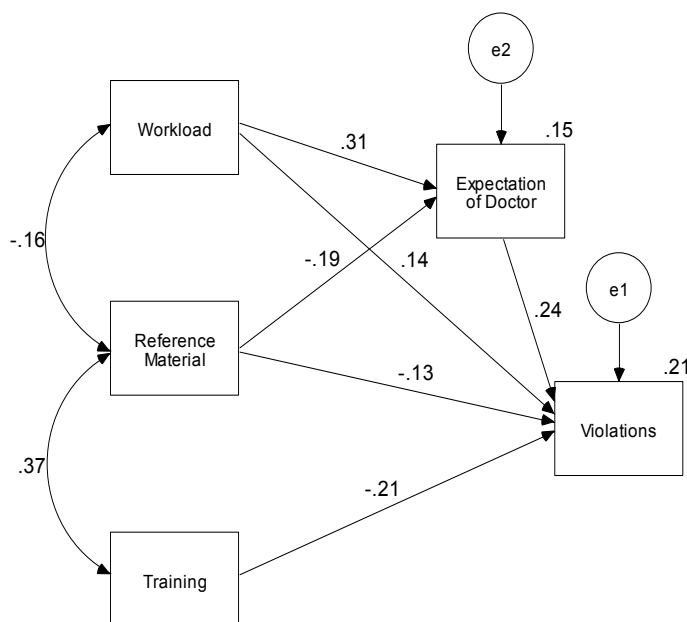 e2
.15
Workload
.31
Expectation
of Doctor
-.16
-.19
.14
e1
.24
Reference
Material
-.13
.21
Violations
.37
-.21
Training